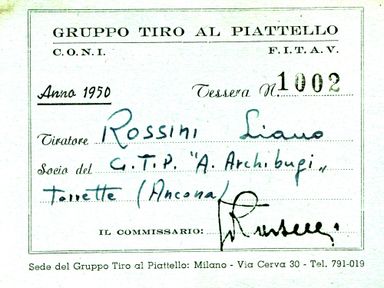 GRUPPO TIRO AL PIATTELLO
C.O.N.I. F.I.T.A.V.
Anno 1950 Tessera N. 1002
Tiratore Rossini Liano
Socio del G.T.P. "A. Archibugi"
Torrette (Ancona)
IL COMMISSARIO:
Sede del Gruppo Tiro al Piattello: Milano - Via Cerva 30 - Tel. 791-019